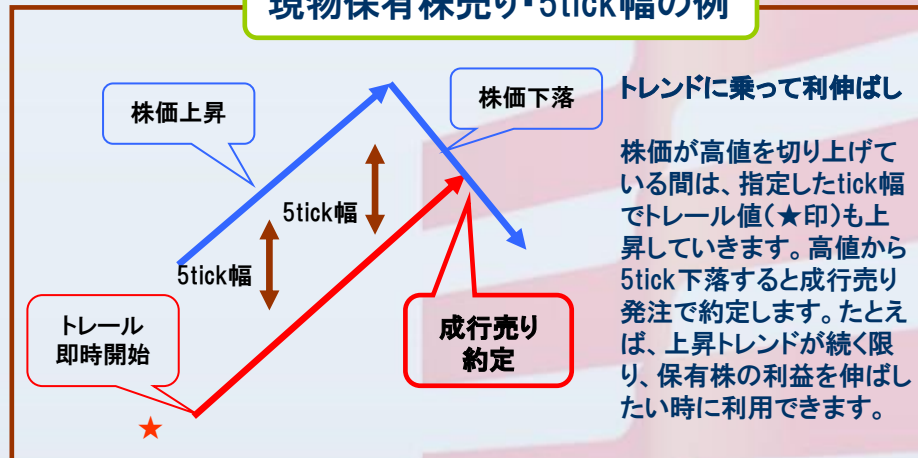 現物保有株売り・5tick幅の例
株価上昇
株価下落
5tick幅
5tick幅
トレール
即時開始
成行売り
約定
トレンドに乗って利伸ばし
株価が高値を切り上げて
いる間は、指定したtick幅
でトレール値(★印)も上
昇していきます。高値から
5tick下落すると成行売り
発注で約定します。たとえ
ば、上昇トレンドが続く限
り、保有株の利益を伸ばし
たい時に利用できます。